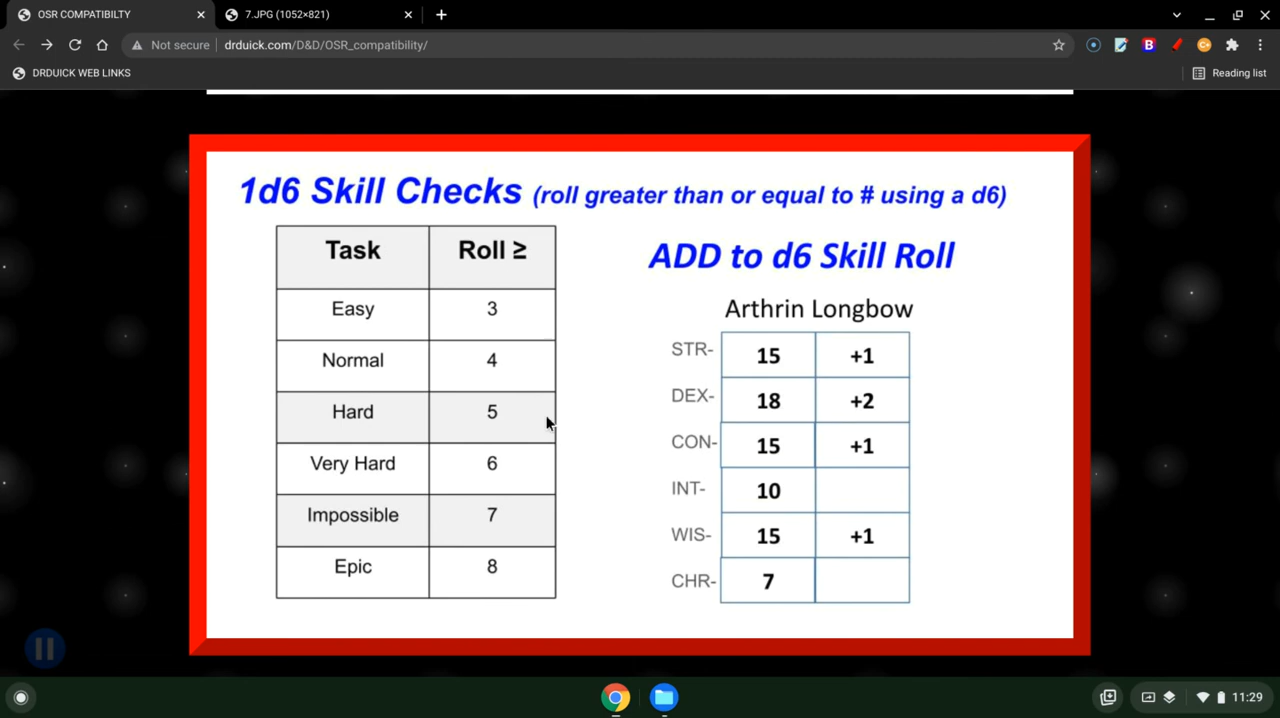 OSR COMPATIBILTY
7.JPG (1052×821)
Not secure
drduick.com/D&D/OSR_compatibility/
DRDUICK WEB LINKS
Reading list
1d6 Skill Checks (roll greater than or equal to # using a d6)
Task Roll ≥
Easy 3
Normal 4
Hard 5
Very Hard 6
Impossible 7
Epic 8
ADD to d6 Skill Roll
Arthrin Longbow
STR- 15 +1
DEX- 18 +2
CON- 15 +1
INT- 10
WIS- 15 +1
CHR- 7
11:29